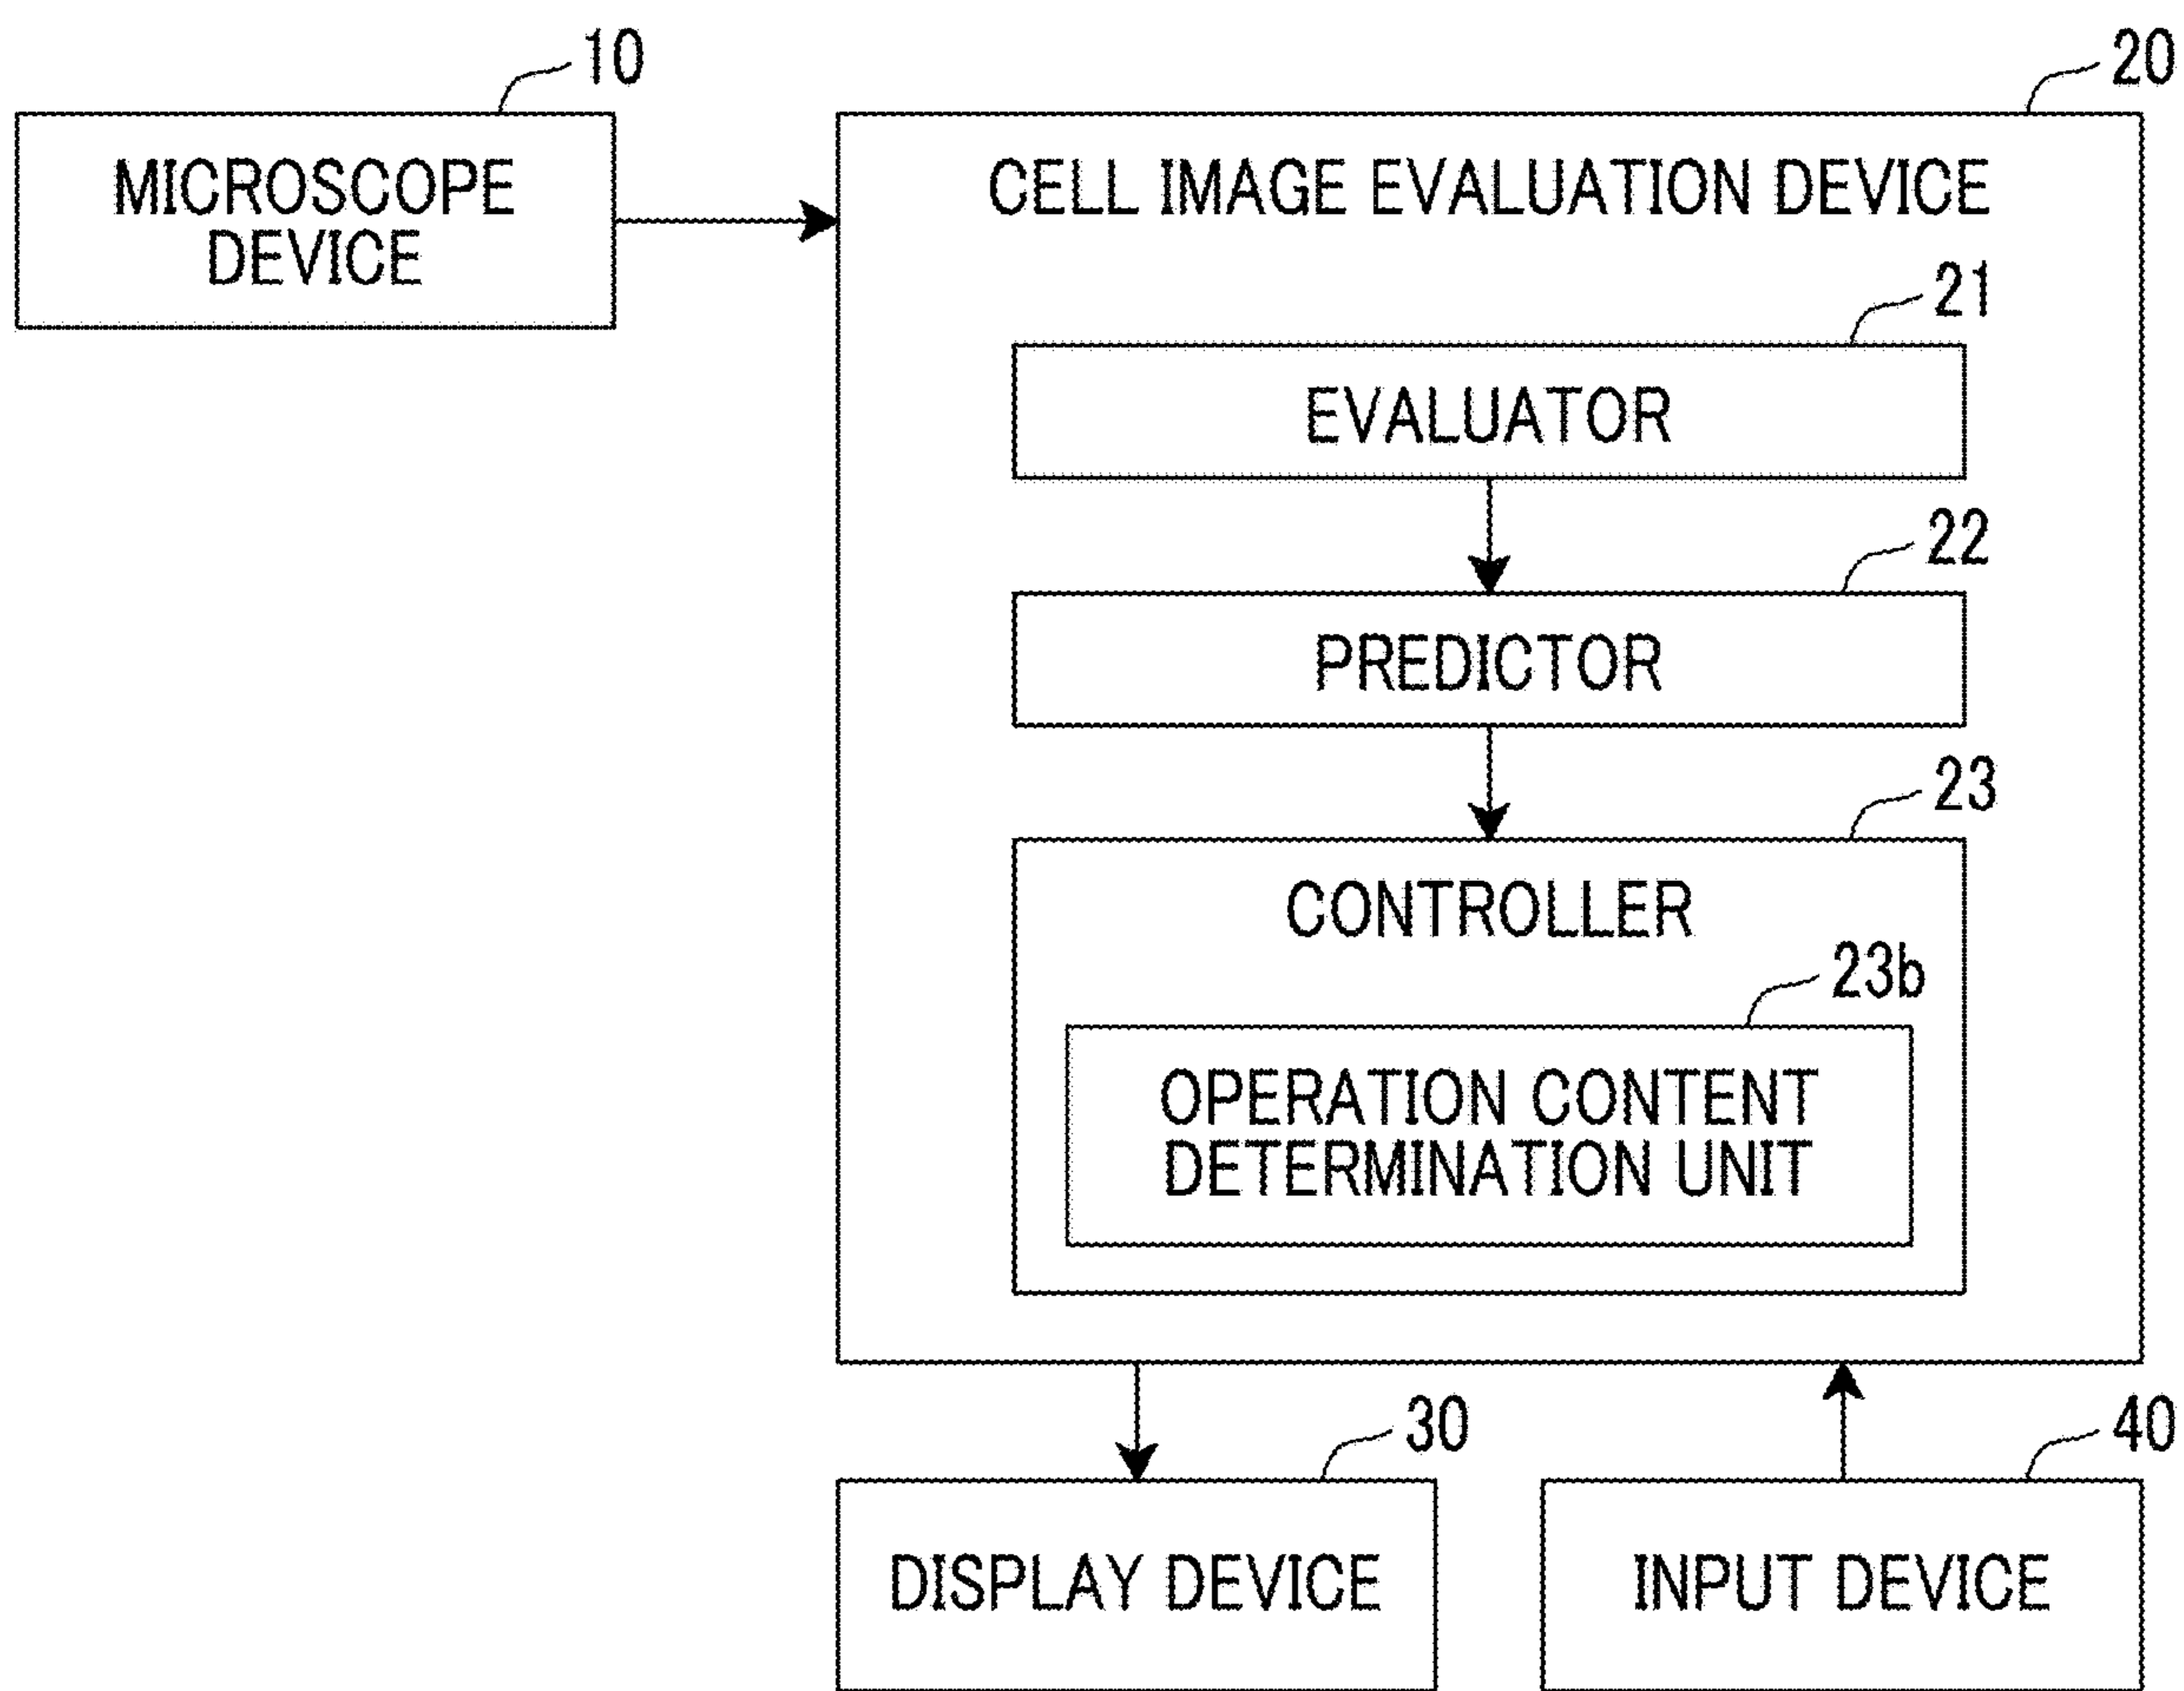 10
20
MICROSCOPE
DEVICE
CELL IMAGE EVALUATION DEVICE
21
EVALUATOR
22
PREDICTOR
23
CONTROLLER
23b
OPERATION CONTENT
DETERMINATION UNIT
30
40
DISPLAY DEVICE
INPUT DEVICE